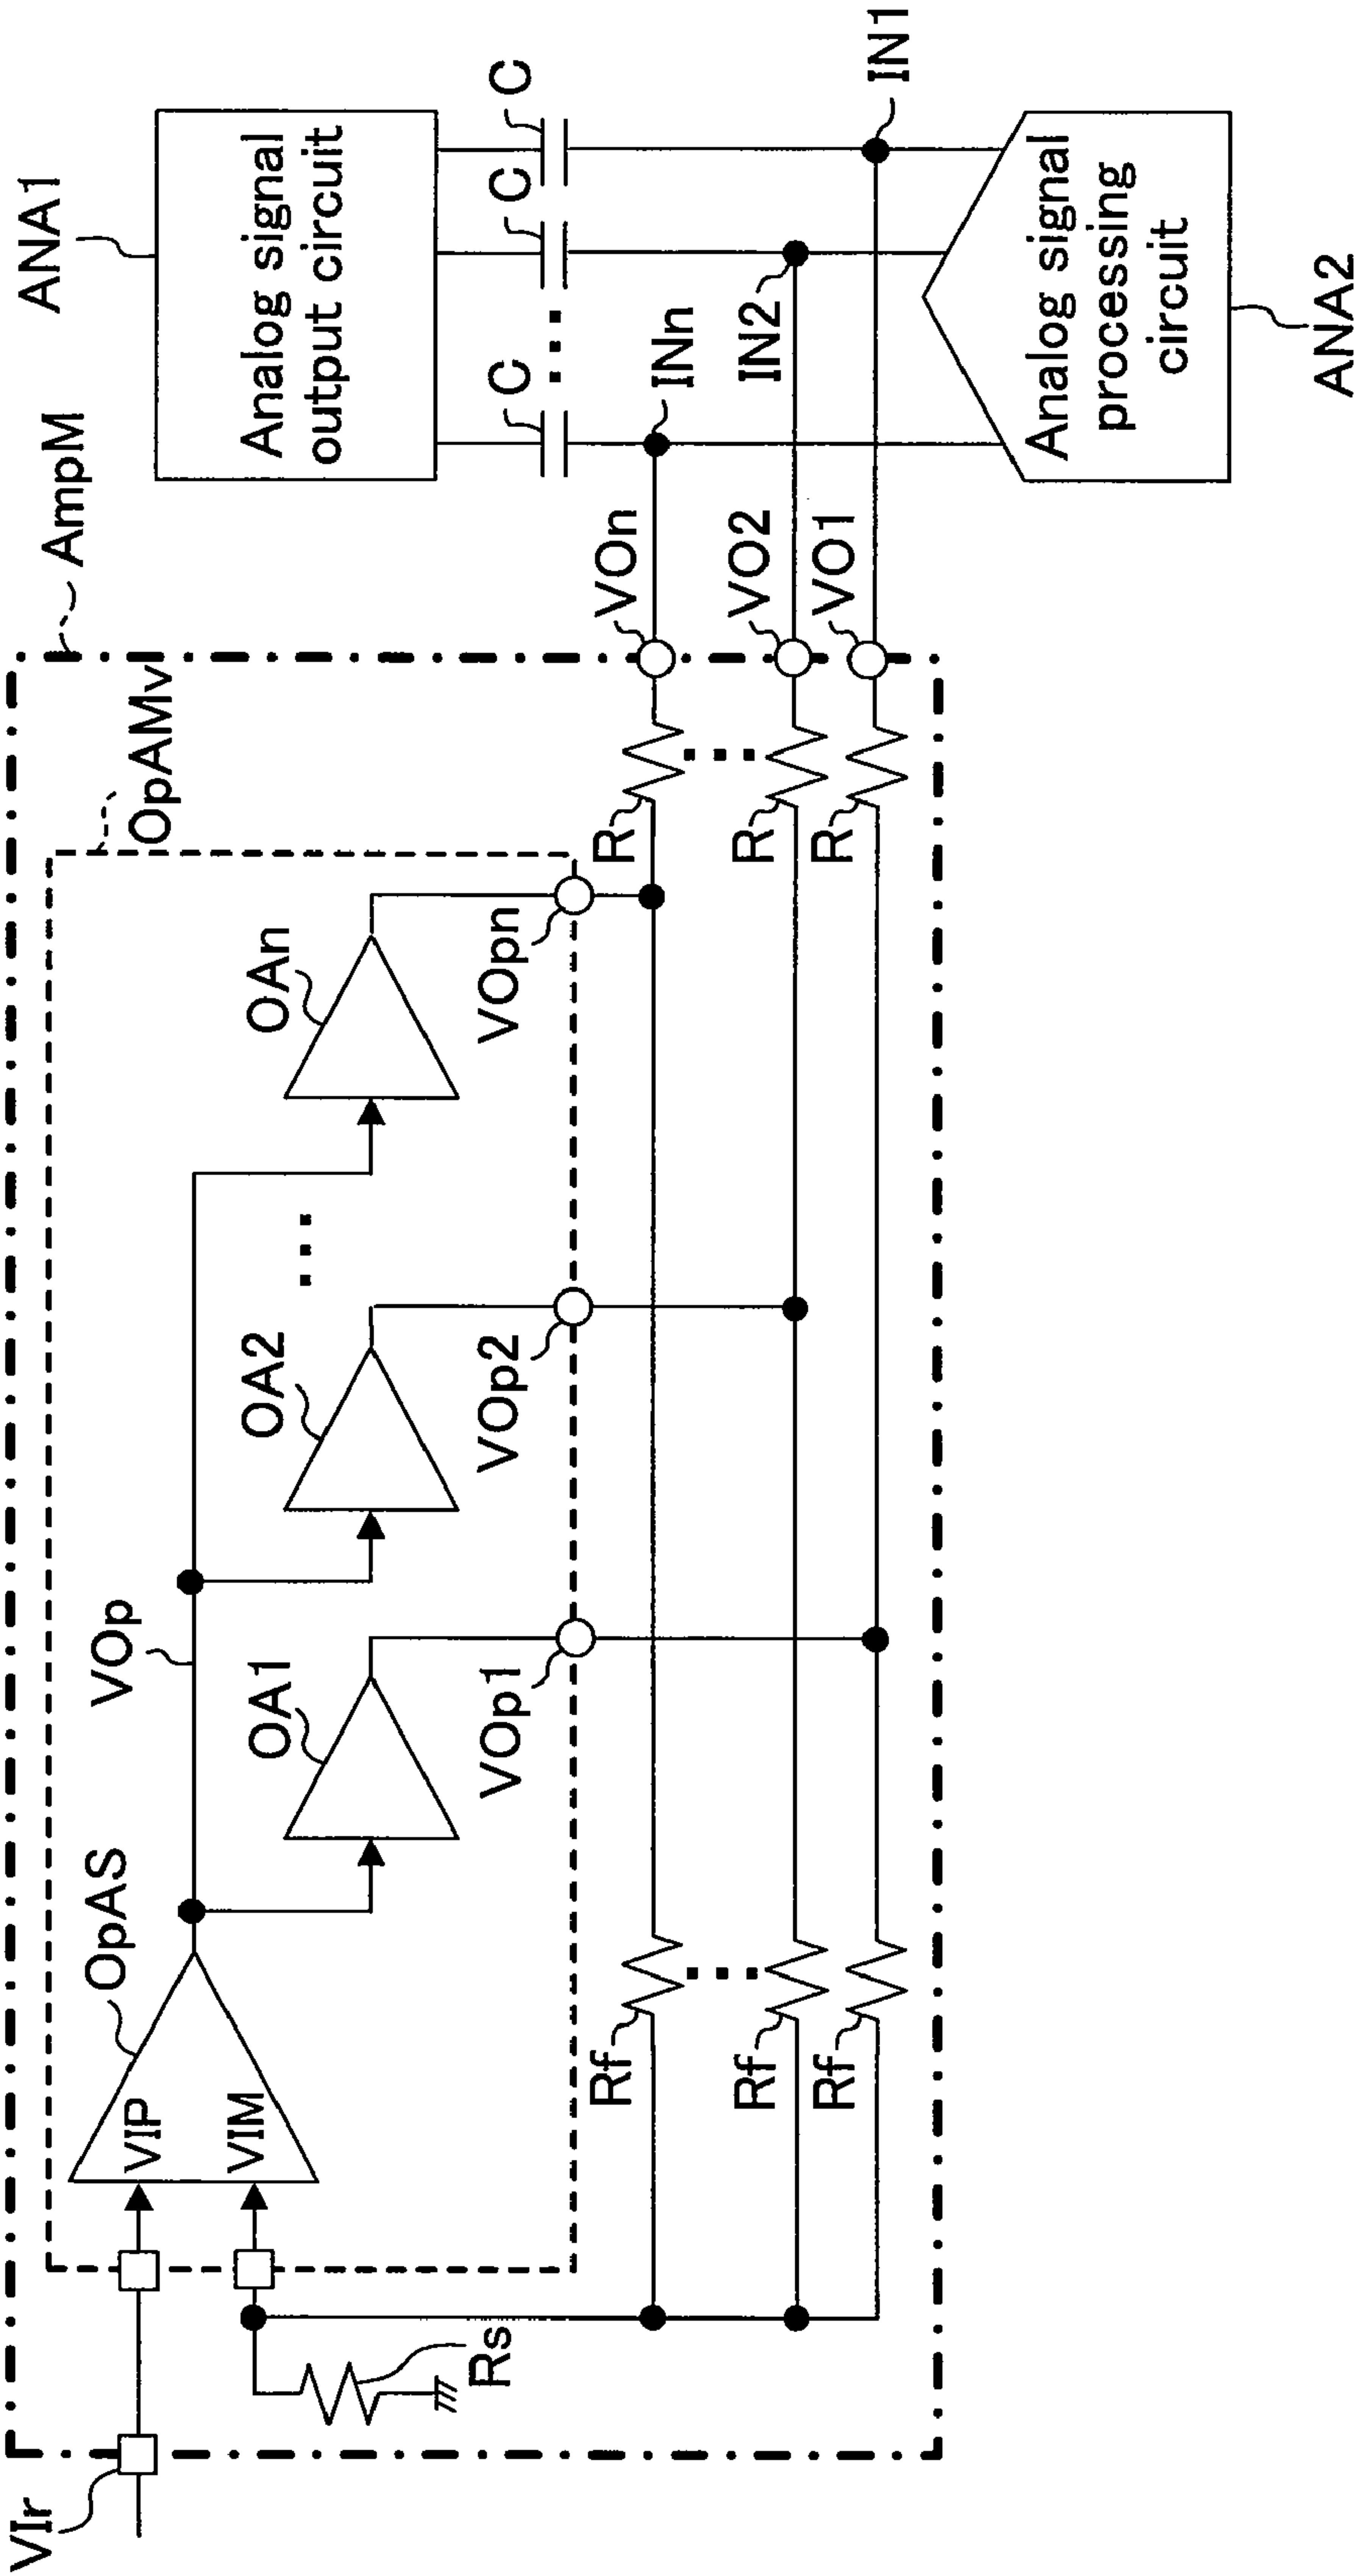 VIr
AmpM
OpAMv
OpAS
VIP
VIM
VOp
OA1
OA2
OAn
VOp1
VOp2
VOpn
Rs
Rf
Rf
Rf
R
R
R
VOn
VO2
VO1
ANA1
Analog signal
output circuit
C
C
C
INn
IN2
IN1
Analog signal
processing
circuit
ANA2